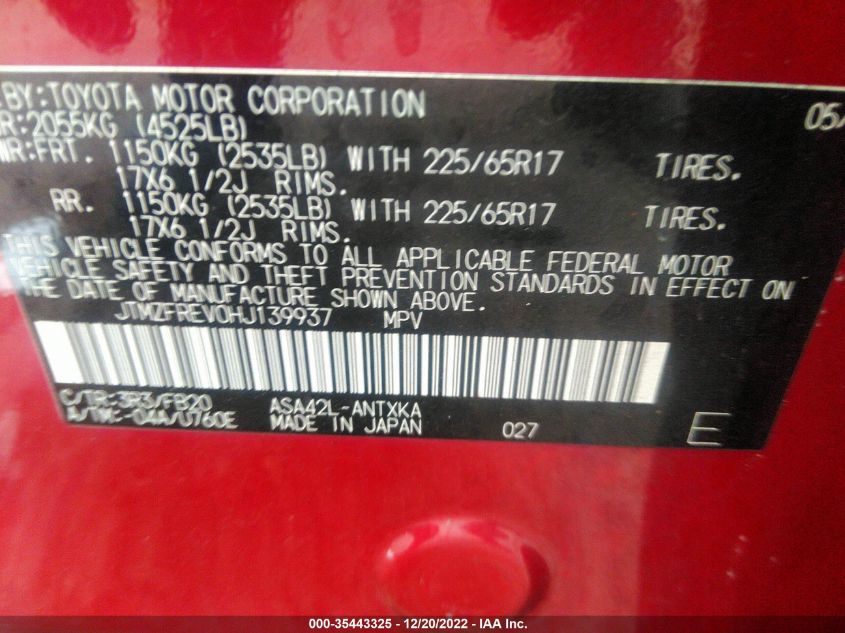 .BY:TOYOTA MOTOR CORPORATION 05/
R:2055KG (4525LB)
WR:FRT. 1150KG (2535LB) WITH 225/65R17 TIRES.
17X6 1/2J RIMS.
RR. 1150KG (2535LB) WITH 225/65R17 TIRES.
17X6 1/2J RIMS.
THIS VEHICLE CONFORMS TO ALL APPLICABLE FEDERAL MOTOR
VEHICLE SAFETY AND THEFT PREVENTION STANDARDS IN EFFECT ON
THE DATE OF MANUFACTURE SHOWN ABOVE.
JTMZFREV0HJ139937 MPV
C/TR:3R3/FB20 ASA42L-ANTXKA
A/TM:-04A/U760E MADE IN JAPAN 027 E
000-35443325 - 12/20/2022 - IAA Inc.